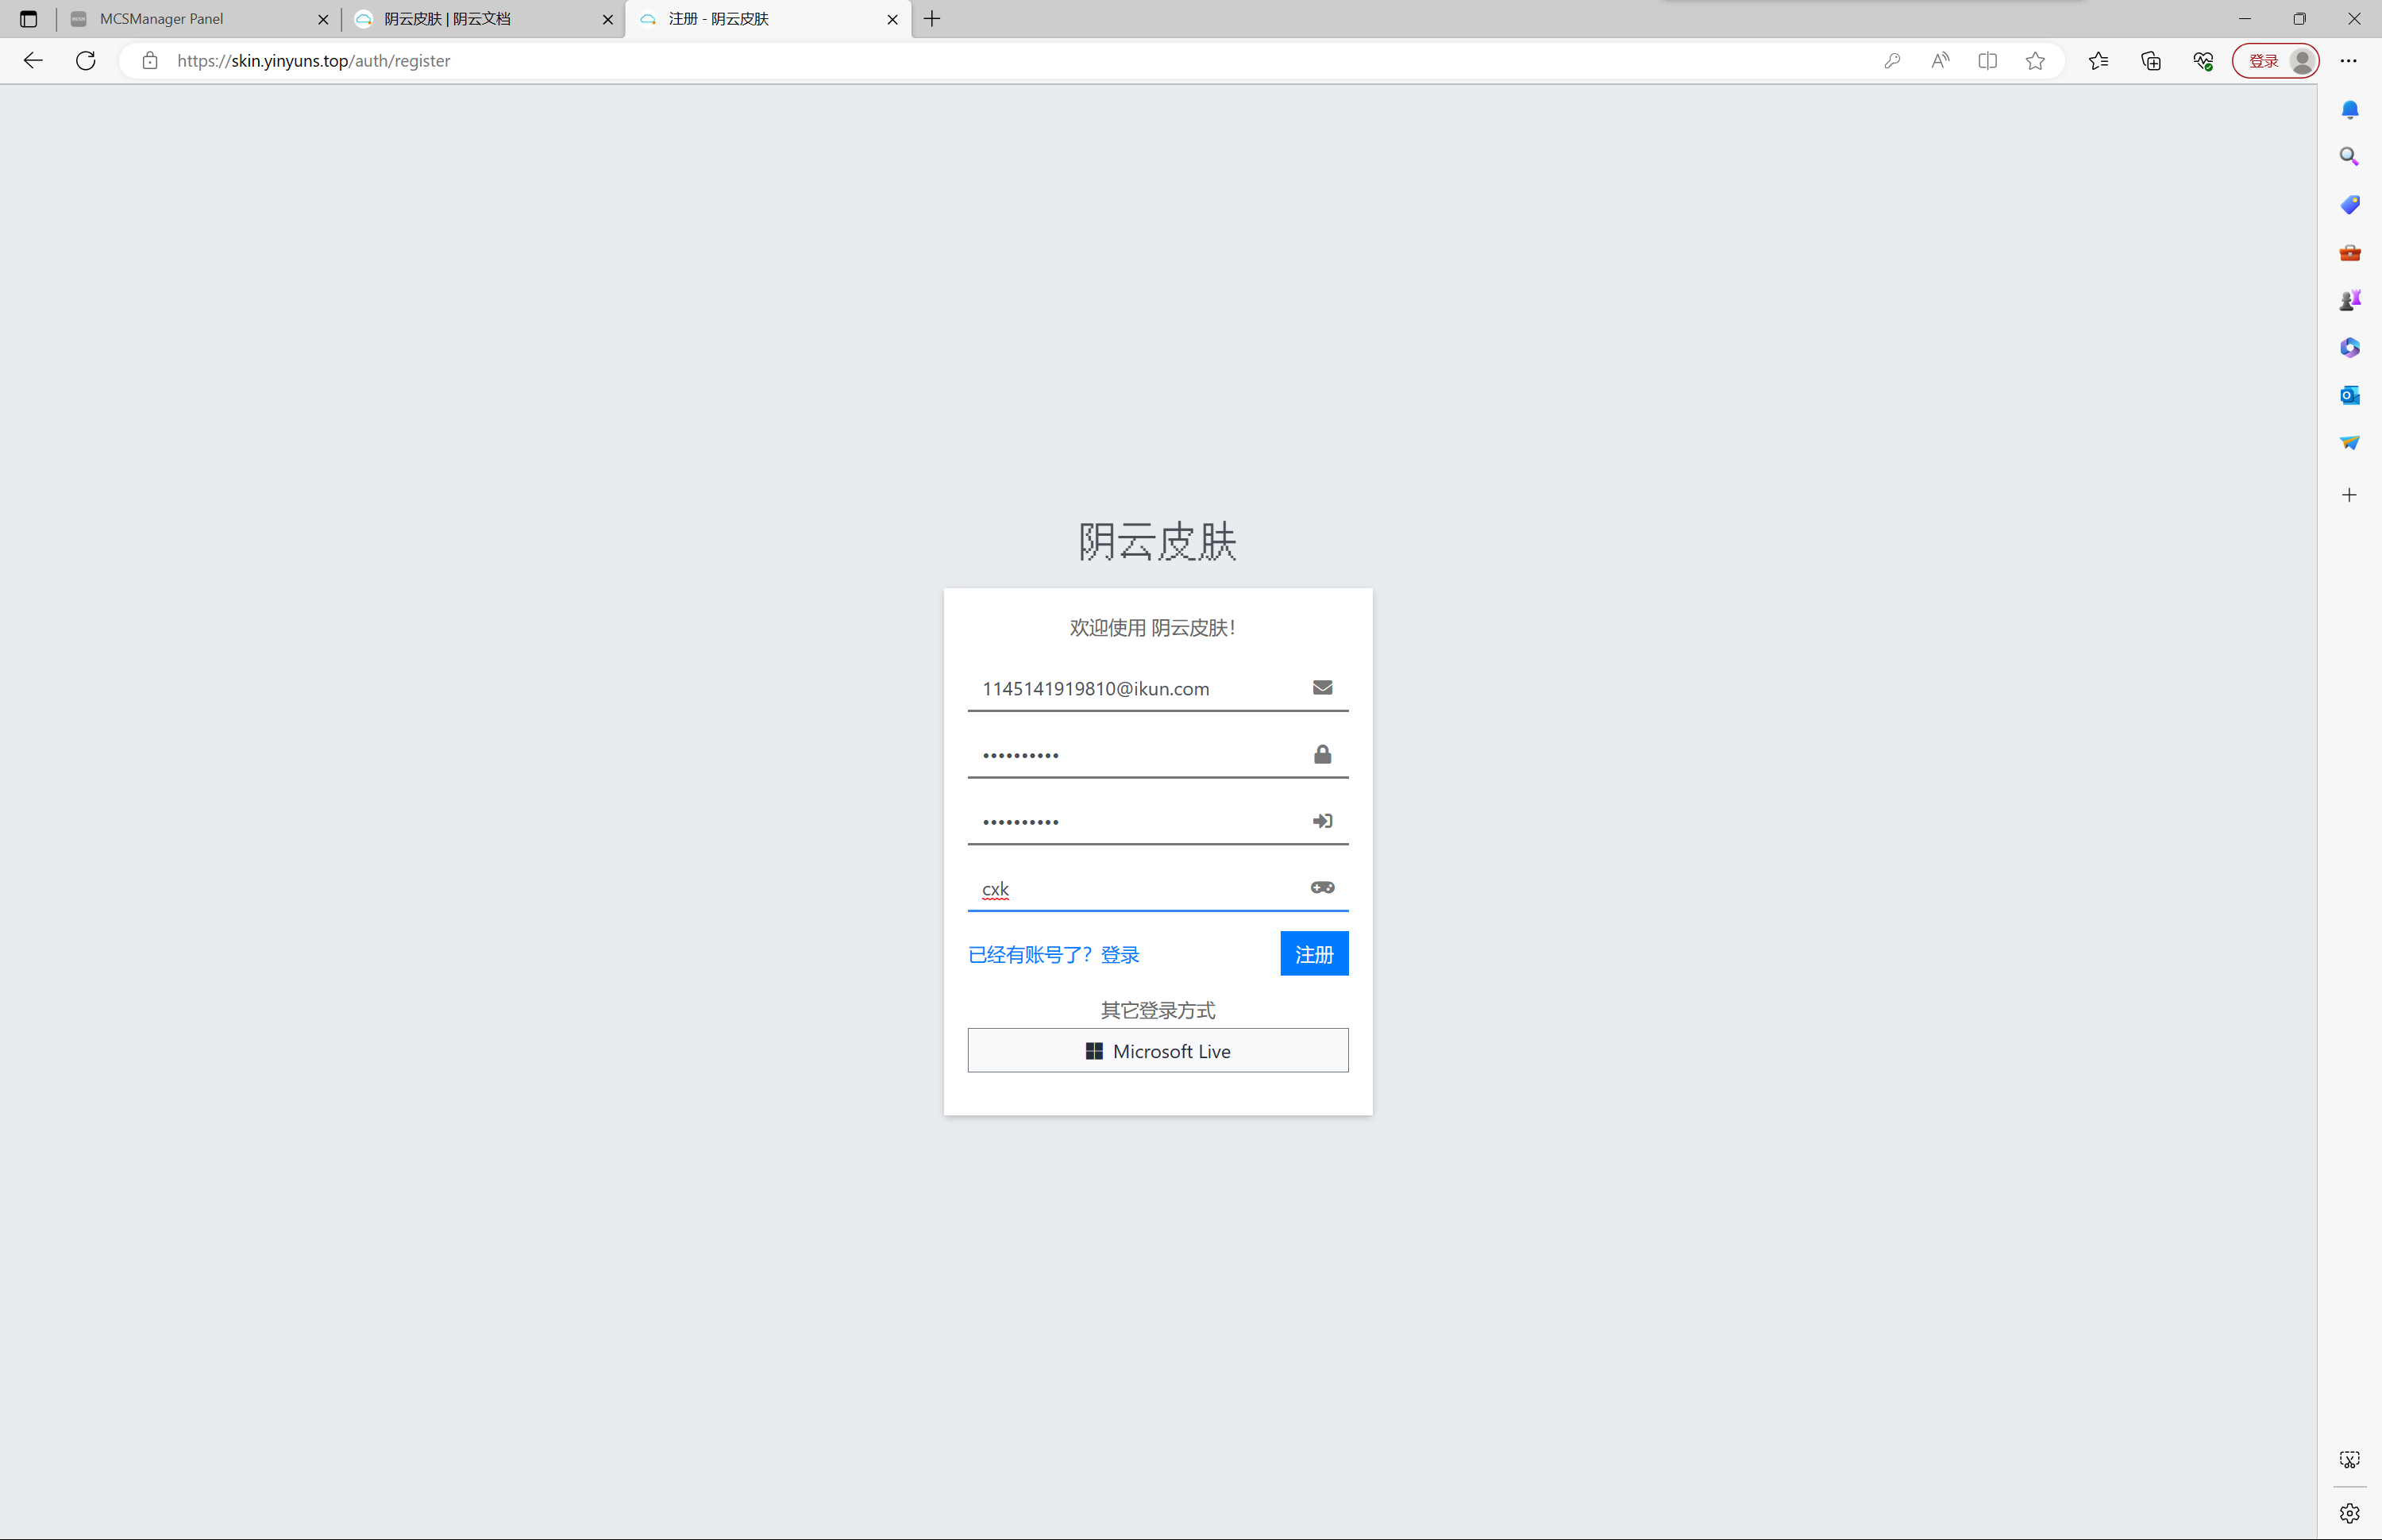 MCSManager Panel
阴云皮肤 | 阴云文档
注册 - 阴云皮肤
https://skin.yinyuns.top/auth/register
登录
阴云皮肤
欢迎使用 阴云皮肤！
1145141919810@ikun.com
••••••••••
••••••••••
cxk
已经有账号了？登录
注册
其它登录方式
Microsoft Live